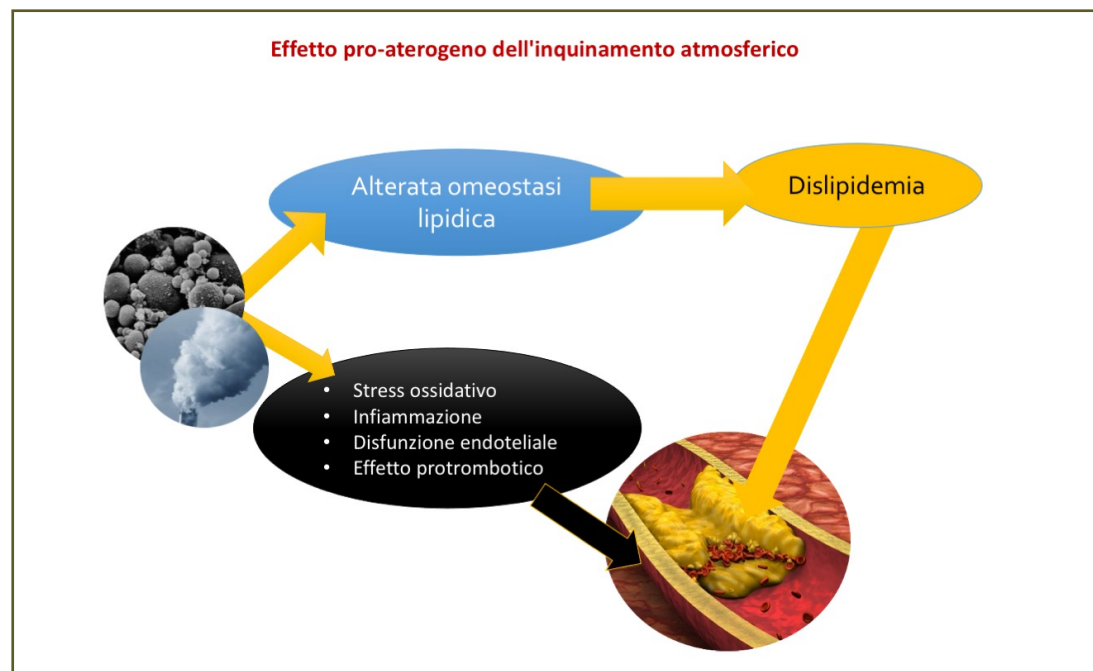 Effetto pro-aterogeno dell'inquinamento atmosferico
Alterata omeostasi
lipidica
Dislipidemia
• Stress ossidativo
• Infiammazione
• Disfunzione endoteliale
• Effetto protrombotico